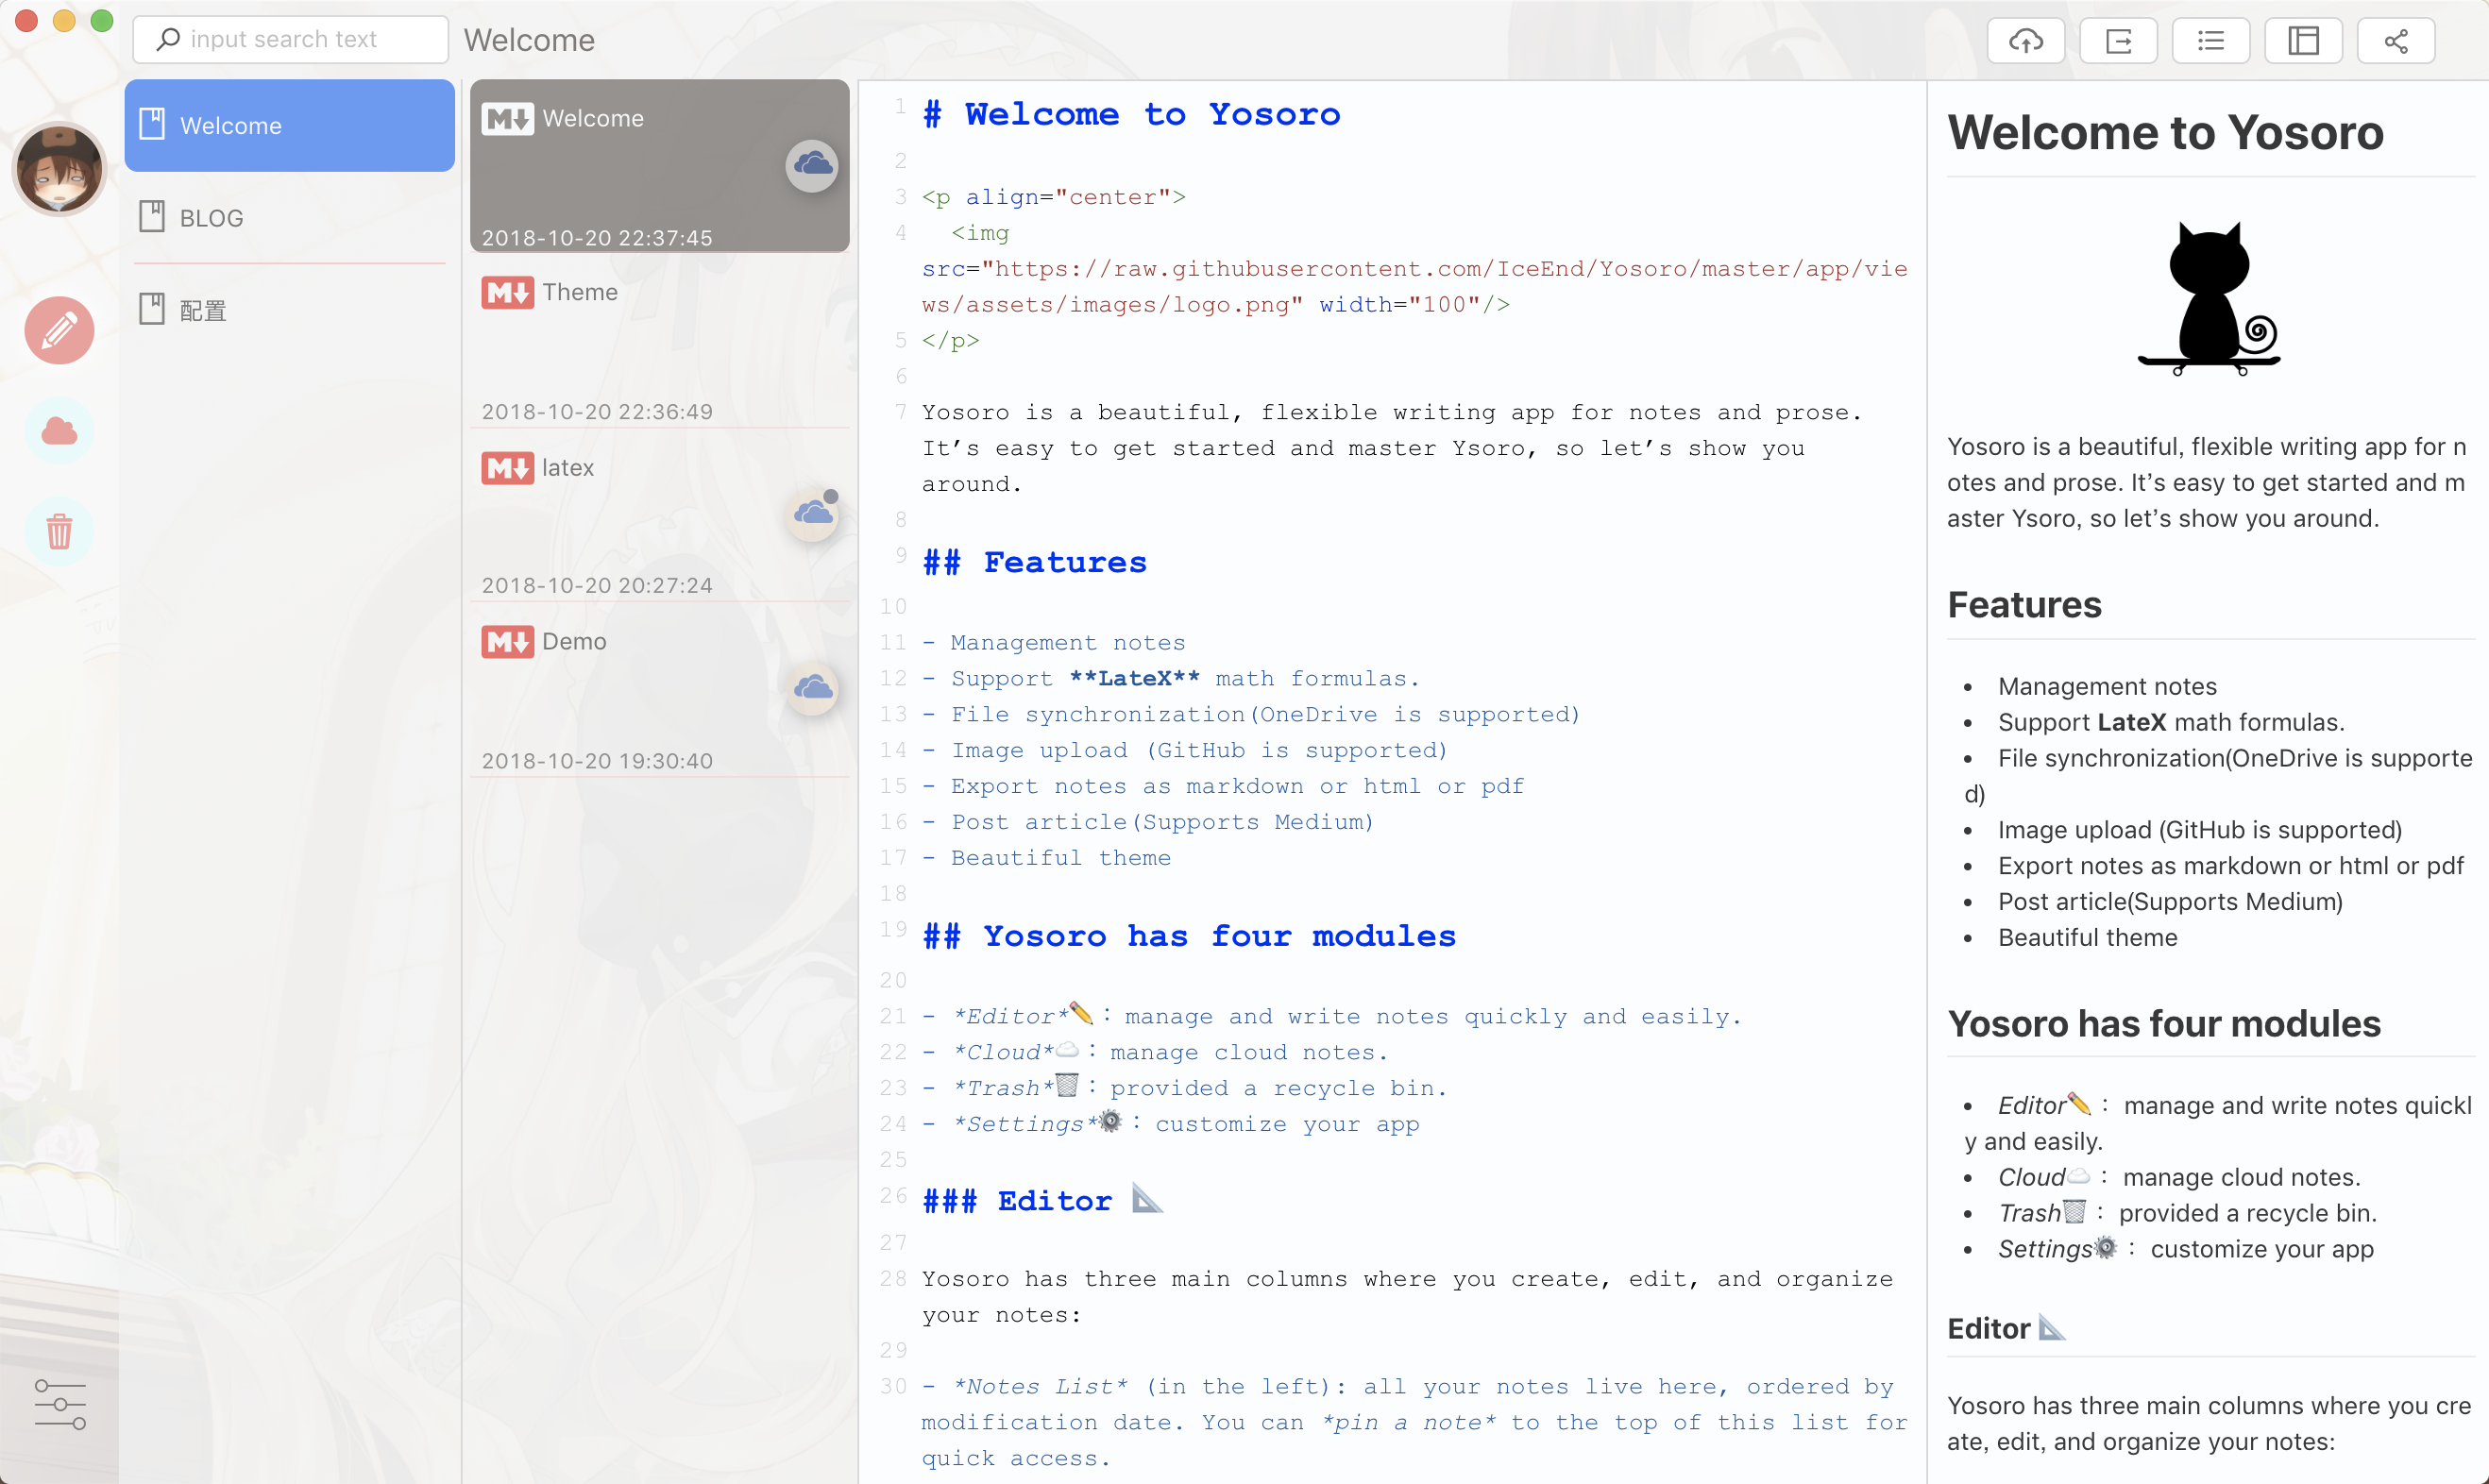 input search text
Welcome
Welcome
BLOG
配置
Welcome
2018-10-20 22:37:45
Theme
2018-10-20 22:36:49
latex
2018-10-20 20:27:24
Demo
2018-10-20 19:30:40
1 # Welcome to Yosoro
2
3 <p align="center">
4 <img
src="https://raw.githubusercontent.com/IceEnd/Yosoro/master/app/vie
ws/assets/images/logo.png" width="100"/>
5 </p>
6
7 Yosoro is a beautiful, flexible writing app for notes and prose.
It’s easy to get started and master Ysoro, so let’s show you
around.
8
9 ## Features
10
11 - Management notes
12 - Support **LateX** math formulas.
13 - File synchronization(OneDrive is supported)
14 - Image upload (GitHub is supported)
15 - Export notes as markdown or html or pdf
16 - Post article(Supports Medium)
17 - Beautiful theme
18
19 ## Yosoro has four modules
20
21 - *Editor*✏️：manage and write notes quickly and easily.
22 - *Cloud*☁️：manage cloud notes.
23 - *Trash*🗑️：provided a recycle bin.
24 - *Settings*⚙️：customize your app
25
26 ### Editor 📐
27
28 Yosoro has three main columns where you create, edit, and organize
your notes:
29
30 - *Notes List* (in the left): all your notes live here, ordered by
modification date. You can *pin a note* to the top of this list for
quick access.
Welcome to Yosoro
Yosoro is a beautiful, flexible writing app for n
otes and prose. It’s easy to get started and m
aster Ysoro, so let’s show you around.
Features
• Management notes
• Support LateX math formulas.
• File synchronization(OneDrive is supporte
d)
• Image upload (GitHub is supported)
• Export notes as markdown or html or pdf
• Post article(Supports Medium)
• Beautiful theme
Yosoro has four modules
• Editor✏️：manage and write notes quickl
y and easily.
• Cloud☁️：manage cloud notes.
• Trash🗑️：provided a recycle bin.
• Settings⚙️：customize your app
Editor 📐
Yosoro has three main columns where you cre
ate, edit, and organize your notes: